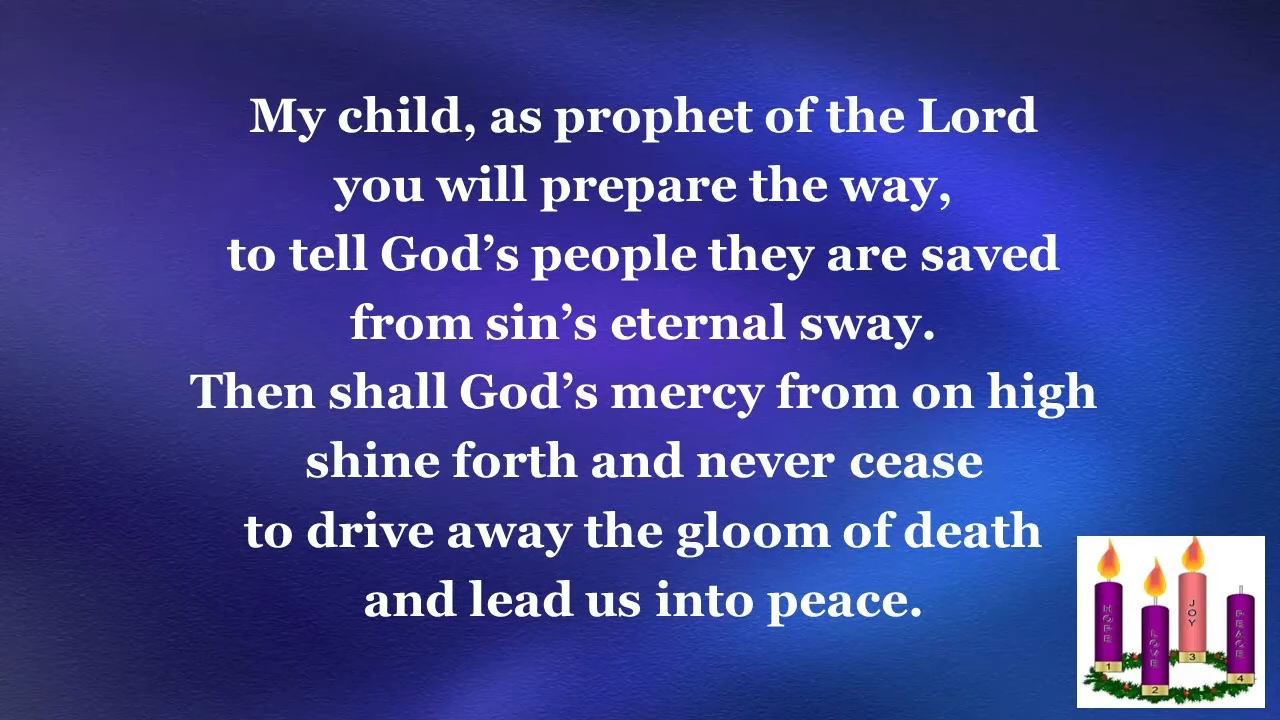 My child, as prophet of the Lord
you will prepare the way,
to tell God’s people they are saved
from sin’s eternal sway.
Then shall God’s mercy from on high
shine forth and never cease
to drive away the gloom of death
and lead us into peace.
HOPE
1
LOVE
2
JOY
3
PEACE
4